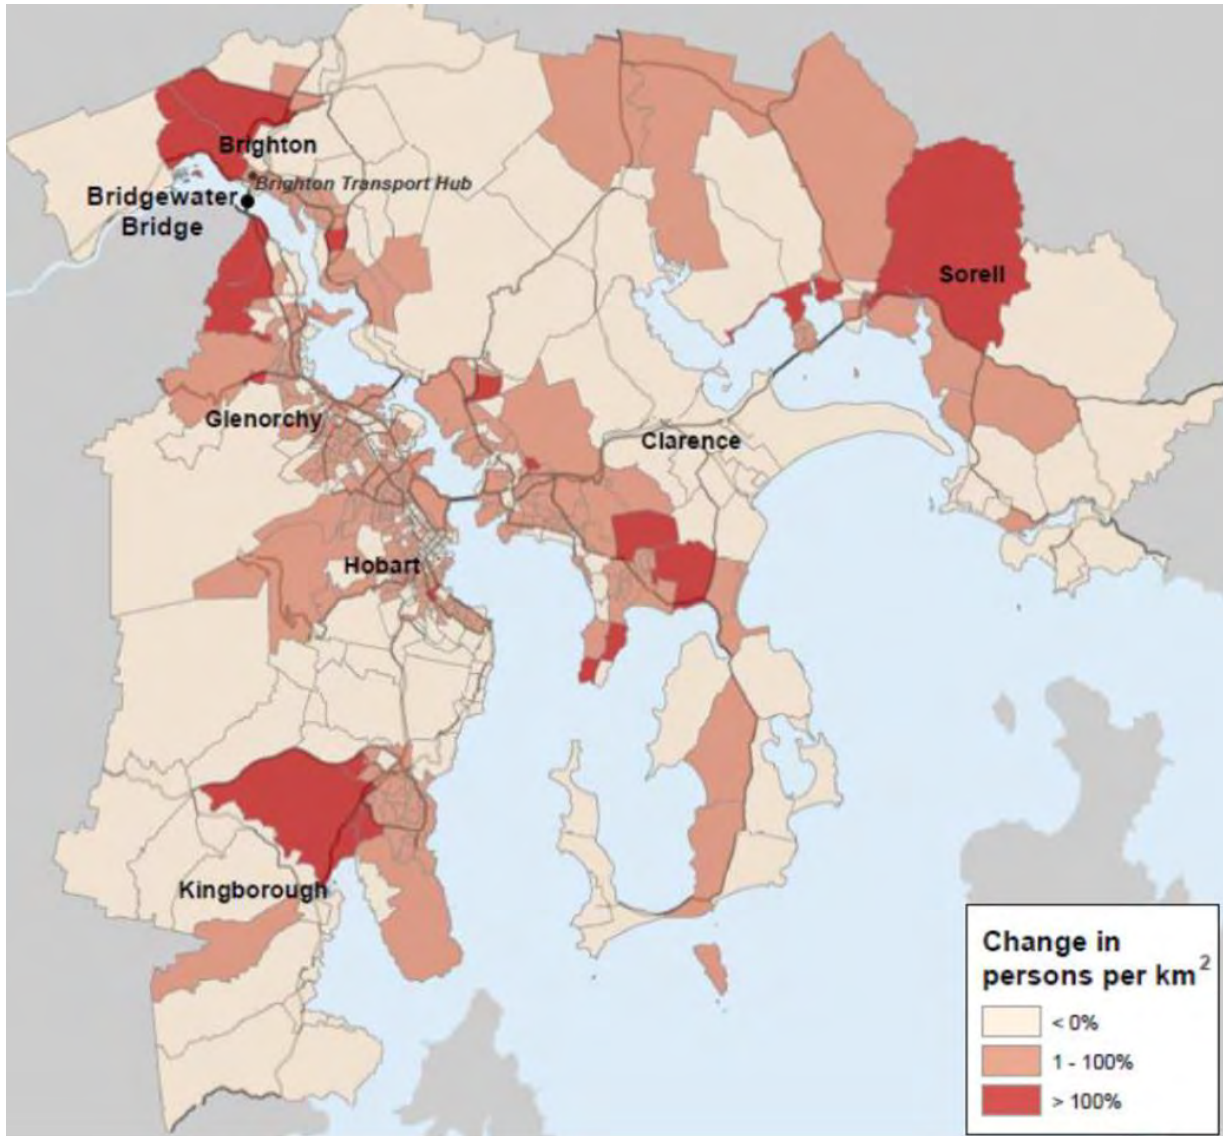 Brighton
Brighton Transport Hub
Bridgewater
Bridge
Sorell
Glenorchy
Clarence
Hobart
Kingborough
Change in
persons per km²
< 0%
1 - 100%
> 100%